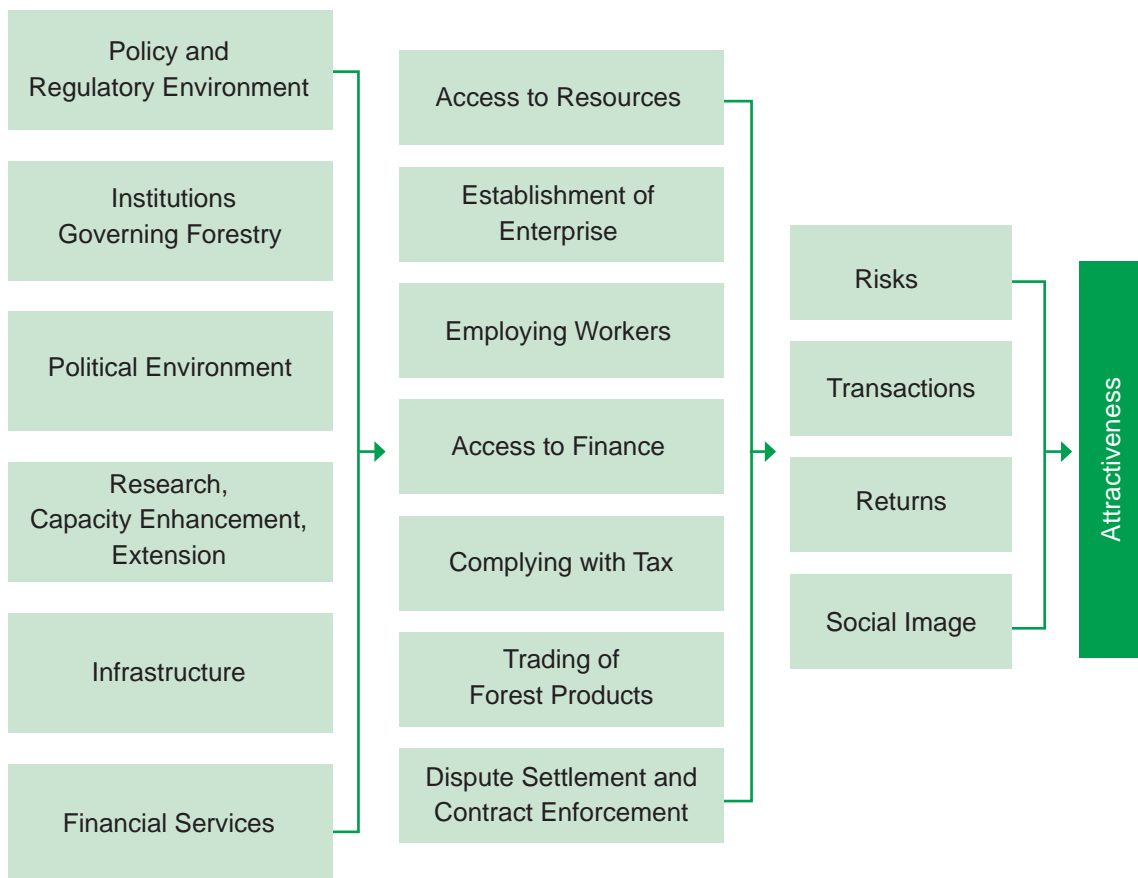 Policy and
Regulatory Environment
Institutions
Governing Forestry
Political Environment
Research,
Capacity Enhancement,
Extension
Infrastructure
Financial Services
Access to Resources
Establishment of
Enterprise
Employing Workers
Access to Finance
Complying with Tax
Trading of
Forest Products
Dispute Settlement and
Contract Enforcement
Risks
Transactions
Returns
Social Image
Attractiveness